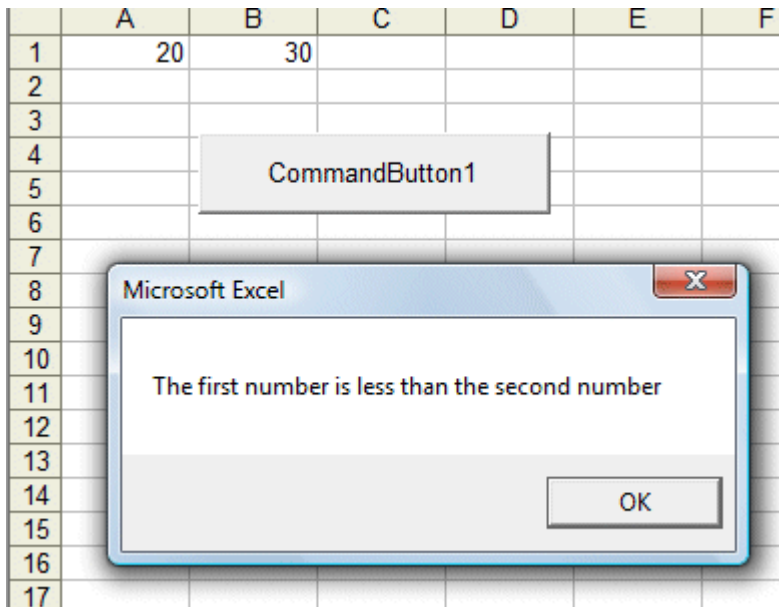 A B C D E F
1 20 30
2
3
4
CommandButton1
5
6
7
8
Microsoft Excel
X
9
10
11
The first number is less than the second number
12
13
14
OK
15
16
17